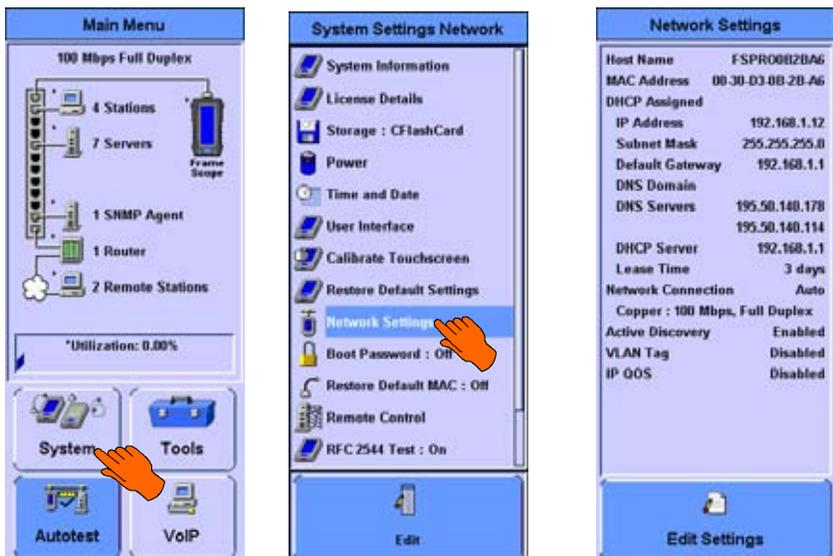 Main Menu
100 Mbps Full Duplex
4 Stations
7 Servers
Frame
Scope
1 SNMP Agent
1 Router
2 Remote Stations
*Utilization: 0.00%
System
Tools
Autotest
VoIP
System Settings Network
System Information
License Details
Storage : CFlashCard
Power
Time and Date
User Interface
Calibrate Touchscreen
Restore Default Settings
Network Settings
Boot Password : Off
Restore Default MAC : Off
Remote Control
RFC 2544 Test : On
Edit
Network Settings
Host Name FSPRO0B2BA6
MAC Address 00-30-D3-0B-2B-A6
DHCP Assigned
IP Address 192.168.1.12
Subnet Mask 255.255.255.0
Default Gateway 192.168.1.1
DNS Domain
DNS Servers 195.50.140.178
195.50.140.114
DHCP Server 192.168.1.1
Lease Time 3 days
Network Connection Auto
Copper : 100 Mbps, Full Duplex
Active Discovery Enabled
VLAN Tag Disabled
IP QOS Disabled
Edit Settings